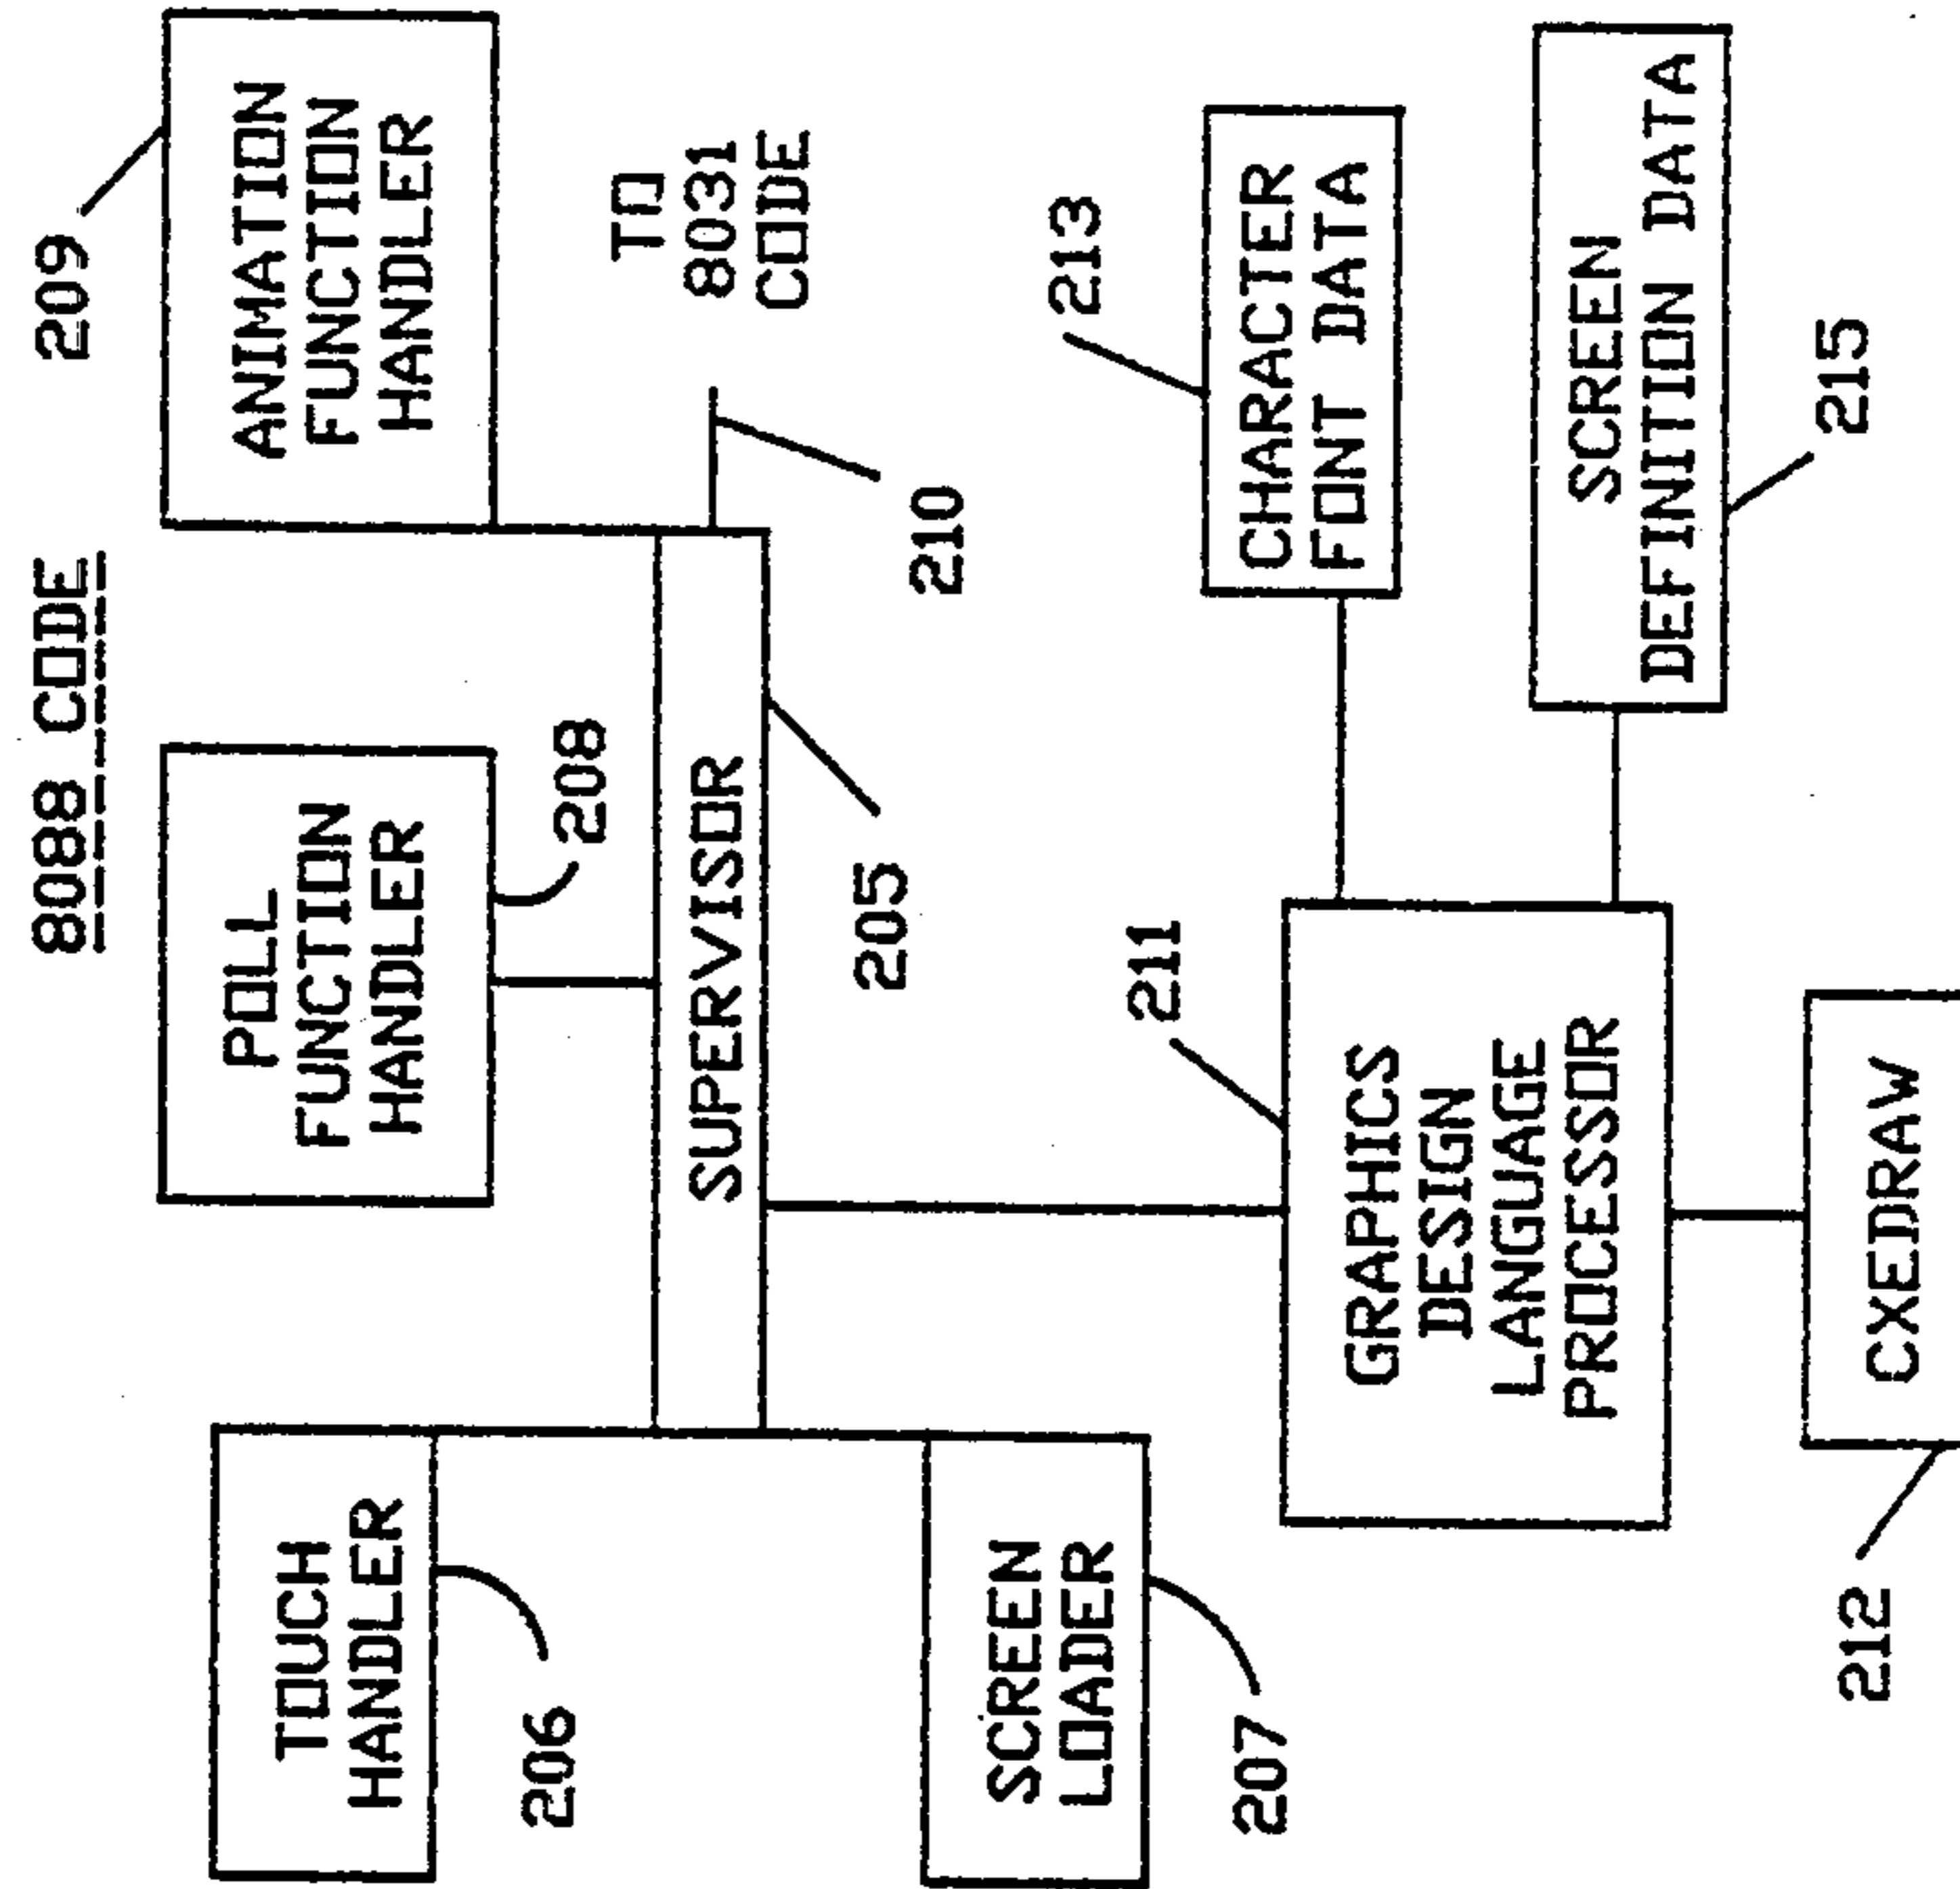 8088 CODE
TOUCH
HANDLER
206
POLL
FUNCTION
HANDLER
208
ANIMATION
FUNCTION
HANDLER
209
SUPERVISOR
205
210
TO
8031
CODE
SCREEN
LOADER
207
GRAPHICS
DESIGN
LANGUAGE
PROCESSOR
211
CHARACTER
FONT DATA
213
SCREEN
DEFINITION DATA
215
CXEDRAW
212